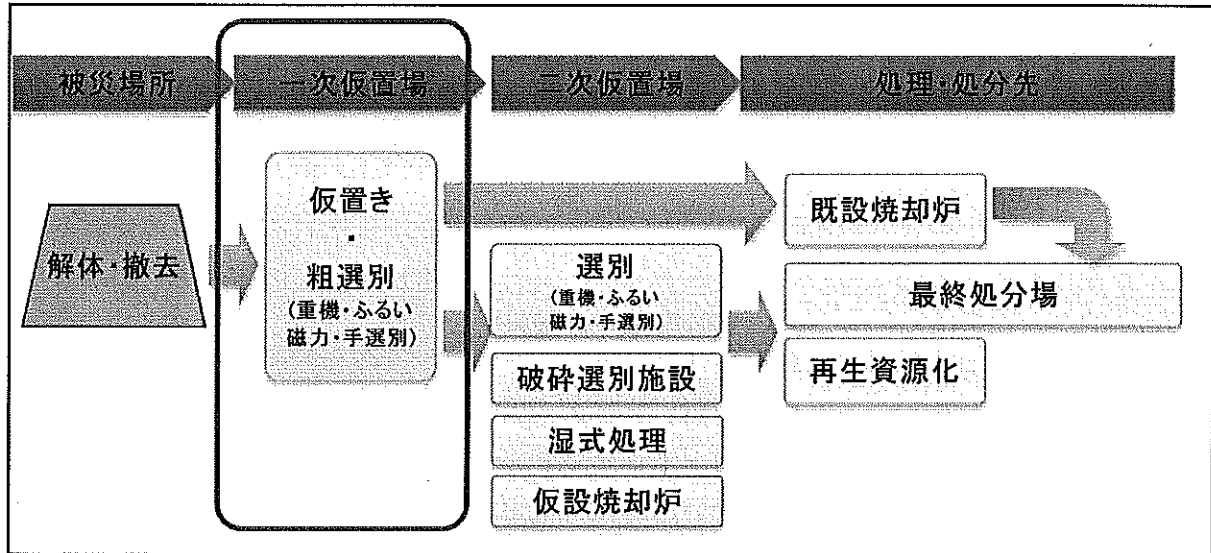 被災場所
一次仮置場
二次仮置場
処理・処分先
解体・撤去
仮置き
・
粗選別
(重機・ふるい
磁力・手選別)
選別
(重機・ふるい
磁力・手選別)
破砕選別施設
湿式処理
仮設焼却炉
既設焼却炉
最終処分場
再生資源化